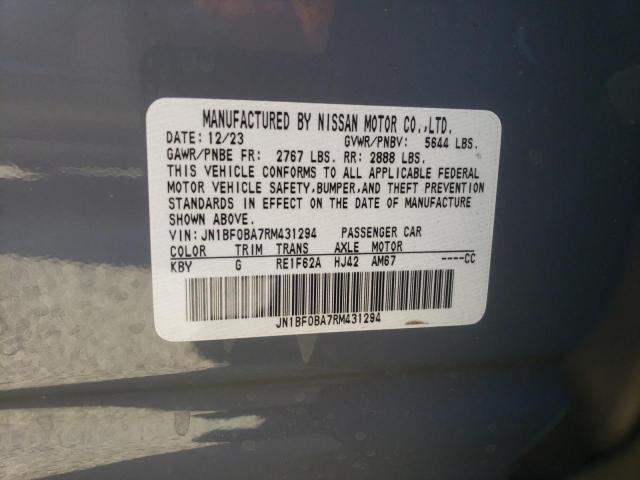 MANUFACTURED BY NISSAN MOTOR CO.,LTD.
DATE: 12/23 GVWR/PNBV: 5644 LBS.
GAWR/PNBE FR: 2767 LBS. RR: 2888 LBS.
THIS VEHICLE CONFORMS TO ALL APPLICABLE FEDERAL
MOTOR VEHICLE SAFETY,BUMPER,AND THEFT PREVENTION
STANDARDS IN EFFECT ON THE DATE OF MANUFACTURE
SHOWN ABOVE.
VIN: JN1BF0BA7RM431294 PASSENGER CAR
COLOR TRIM TRANS AXLE MOTOR
KBY G RE1F62A HJ42 AM67 ----CC
JN1BF0BA7RM431294